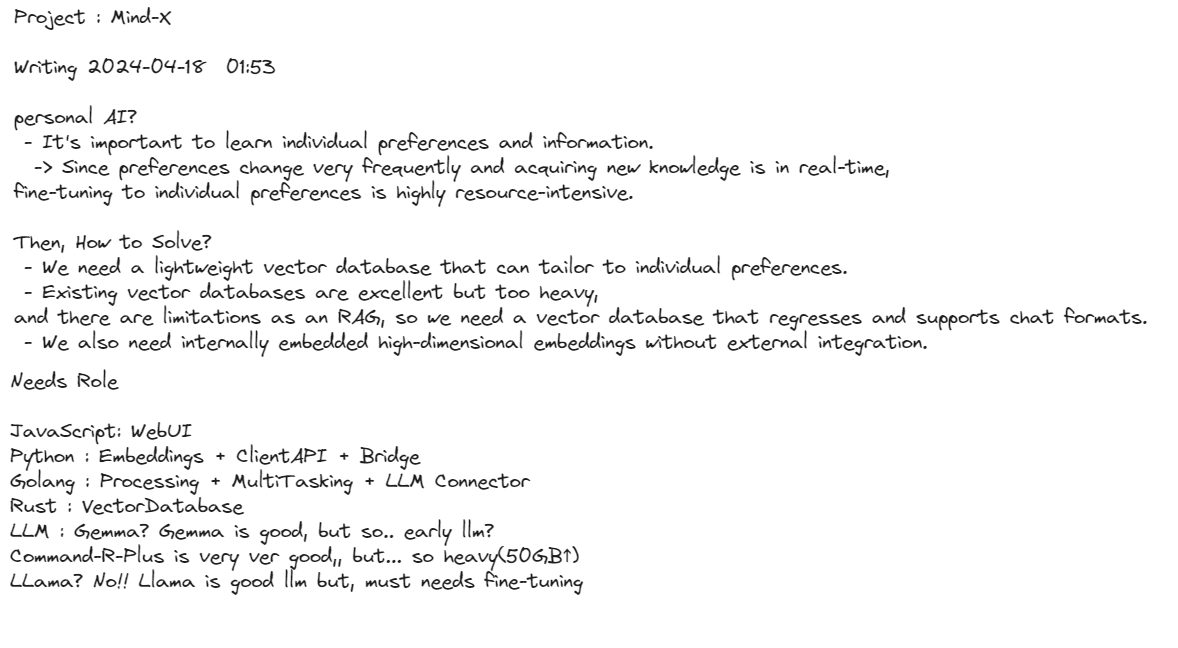 Project : Mind-X
Writing 2024-04-18 01:53
personal AI?
- It's important to learn individual preferences and information.
-> Since preferences change very frequently and acquiring new knowledge is in real-time,
fine-tuning to individual preferences is highly resource-intensive.
Then, How to Solve?
- We need a lightweight vector database that can tailor to individual preferences.
- Existing vector databases are excellent but too heavy,
and there are limitations as an RAG, so we need a vector database that regresses and supports chat formats.
- We also need internally embedded high-dimensional embeddings without external integration.
Needs Role
JavaScript: WebUI
Python : Embeddings + ClientAPI + Bridge
Golang : Processing + MultiTasking + LLM Connector
Rust : VectorDatabase
LLM : Gemma? Gemma is good, but so.. early llm?
Command-R-Plus is very ver good,, but... so heavy(50GB↑)
LLama? No!! Llama is good llm but, must needs fine-tuning